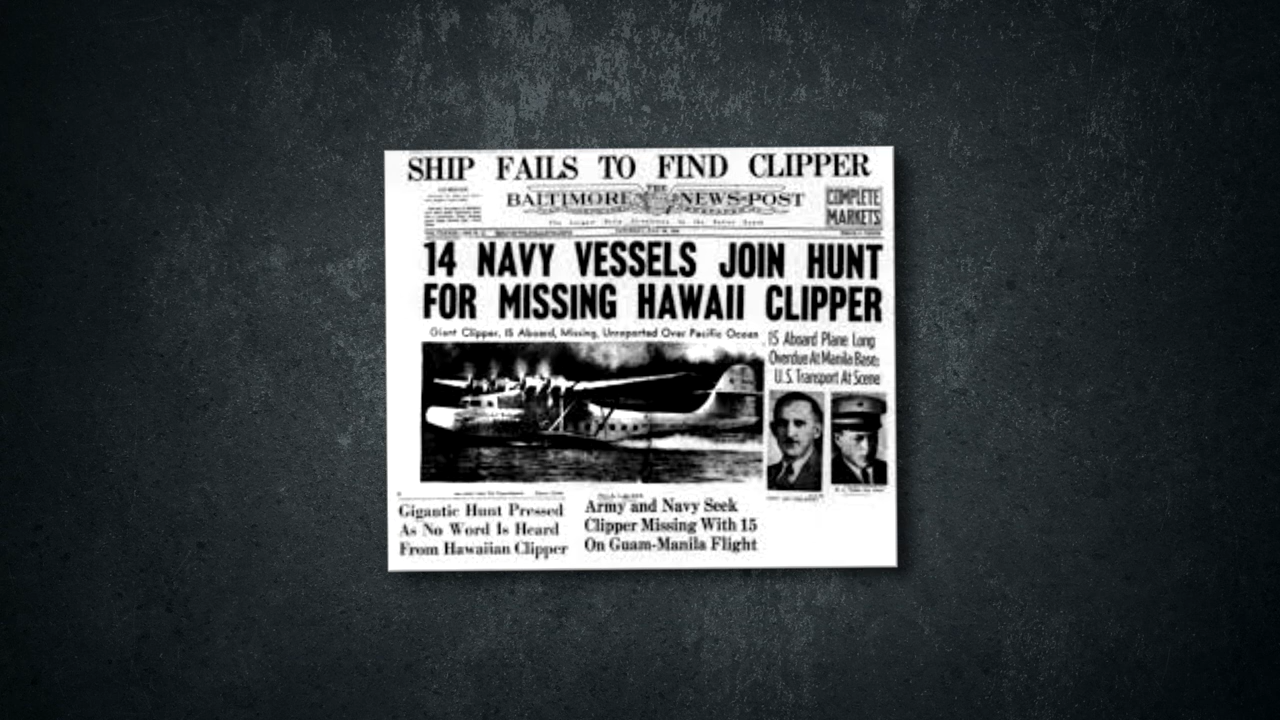 SHIP FAILS TO FIND CLIPPER
THE
BALTIMORE NEWS-POST
COMPLETE
MARKETS
14 NAVY VESSELS JOIN HUNT
FOR MISSING HAWAII CLIPPER
Giant Clipper, 15 Aboard, Missing, Unreported Over Pacific Ocean
15 Aboard Plane Long
Overdue At Manila Base;
U.S. Transport At Scene
Gigantic Hunt Pressed
As No Word Is Heard
From Hawaiian Clipper
Army and Navy Seek
Clipper Missing With 15
On Guam-Manila Flight